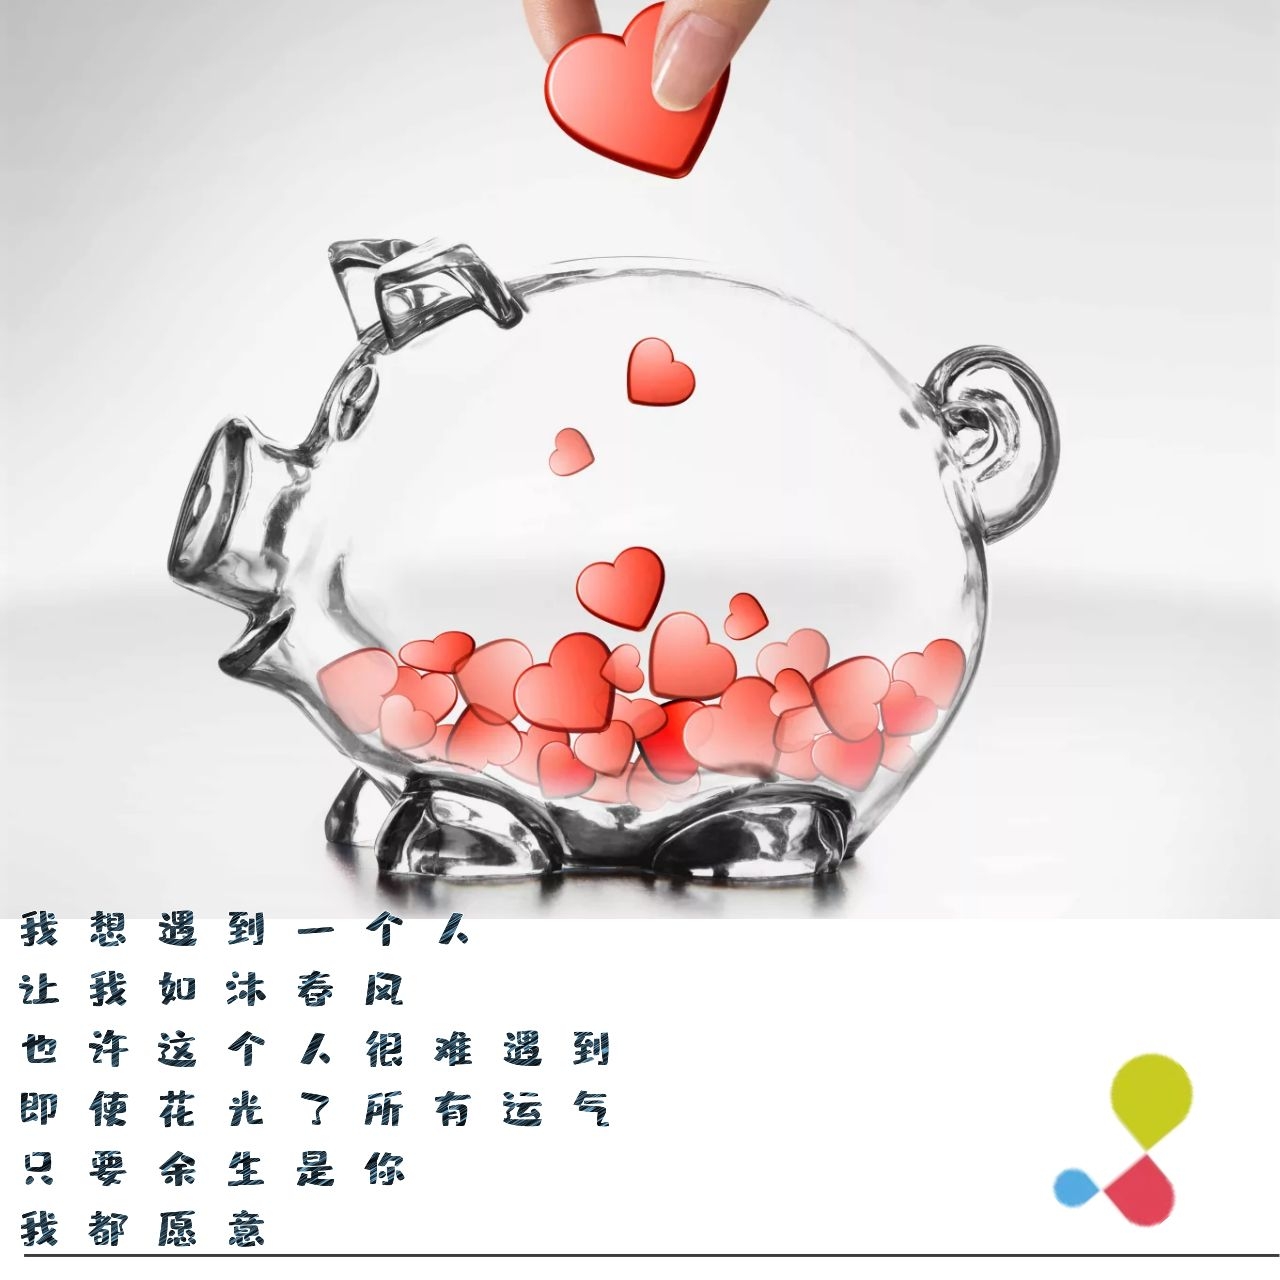 我想遇到一个人
让我如沐春风
也许这个人很难遇到
即使花光了所有运气
只要余生是你
我都愿意